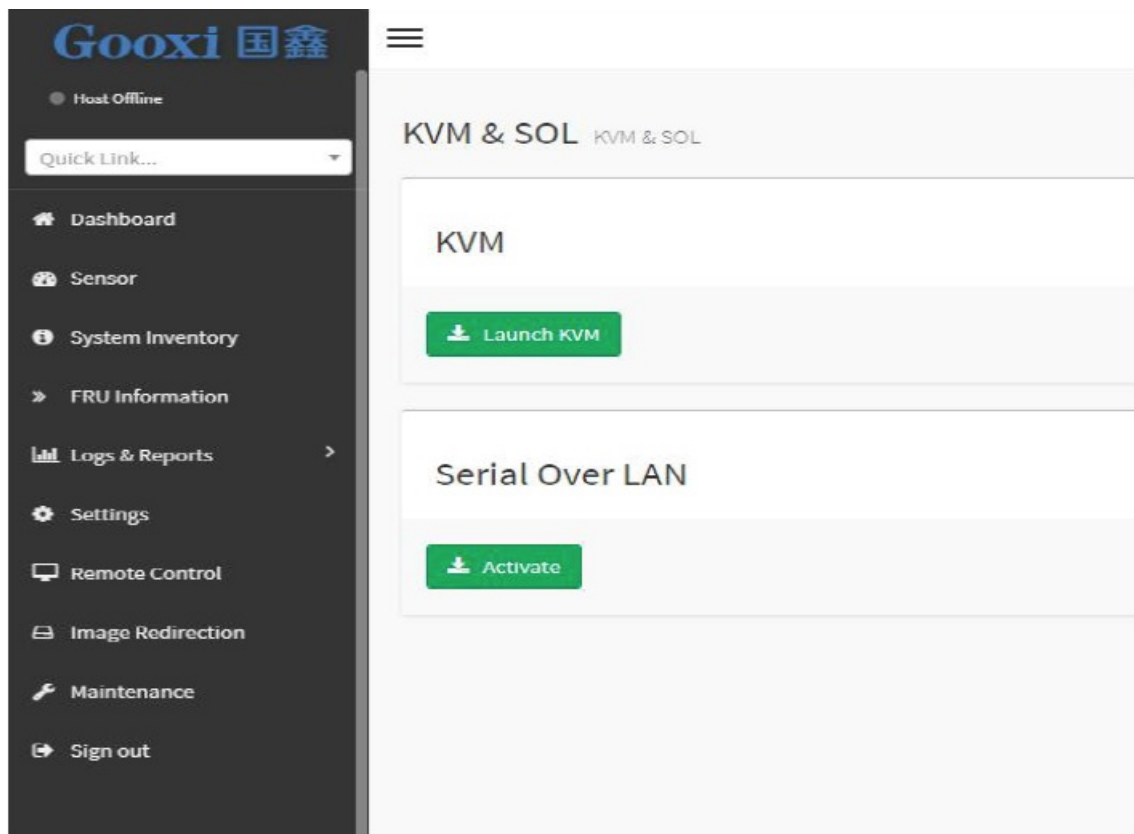 Gooxi 国鑫
Host Offline
Quick Link...
Dashboard
Sensor
System Inventory
FRU Information
Logs & Reports
Settings
Remote Control
Image Redirection
Maintenance
Sign out
KVM & SOL KVM & SOL
KVM
Launch KVM
Serial Over LAN
Activate